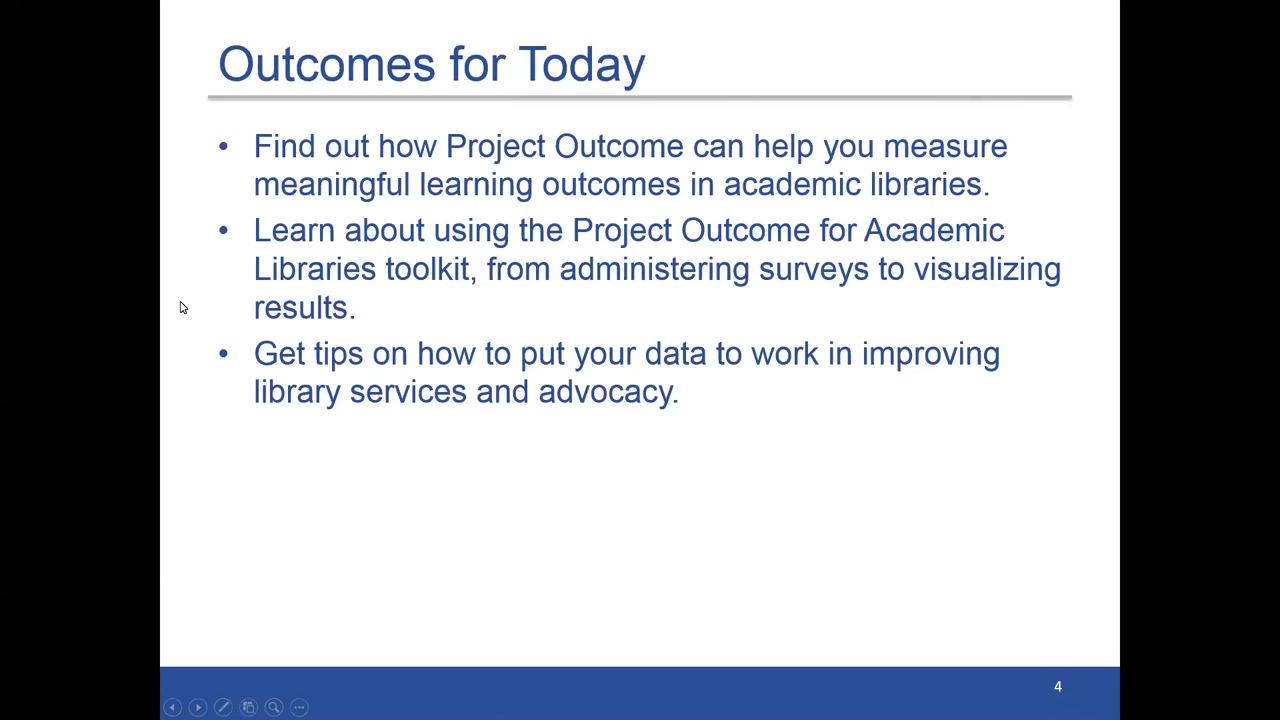 Outcomes for Today
• Find out how Project Outcome can help you measure
meaningful learning outcomes in academic libraries.
• Learn about using the Project Outcome for Academic
Libraries toolkit, from administering surveys to visualizing
results.
• Get tips on how to put your data to work in improving
library services and advocacy.
4